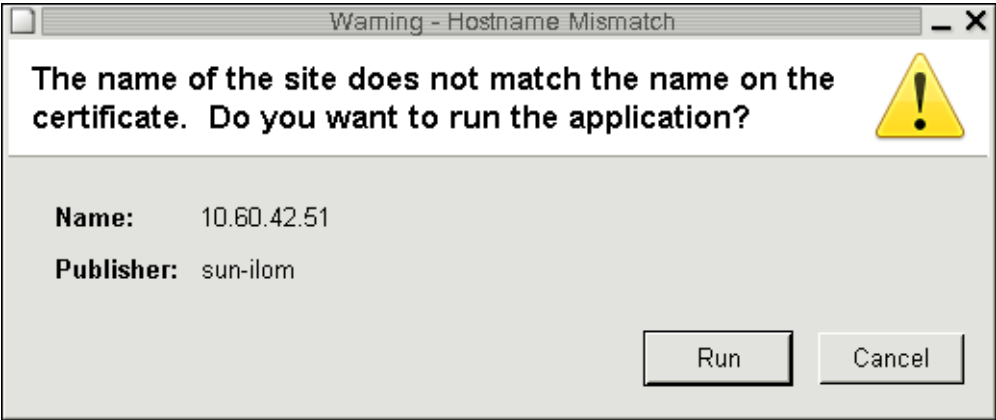 Warning - Hostname Mismatch
The name of the site does not match the name on the
certificate.  Do you want to run the application?
Name: 10.60.42.51
Publisher: sun-ilom
Run Cancel